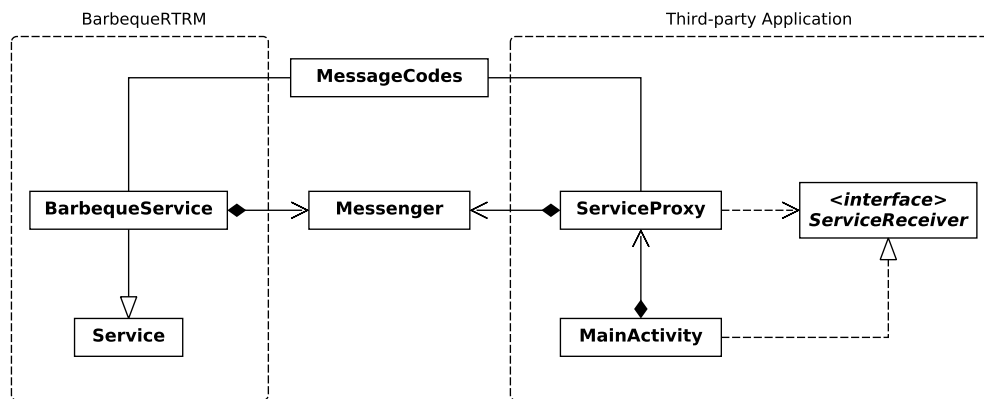 BarbequeRTRM
Third-party Application
MessageCodes
BarbequeService
Messenger
ServiceProxy
<interface>
ServiceReceiver
Service
MainActivity